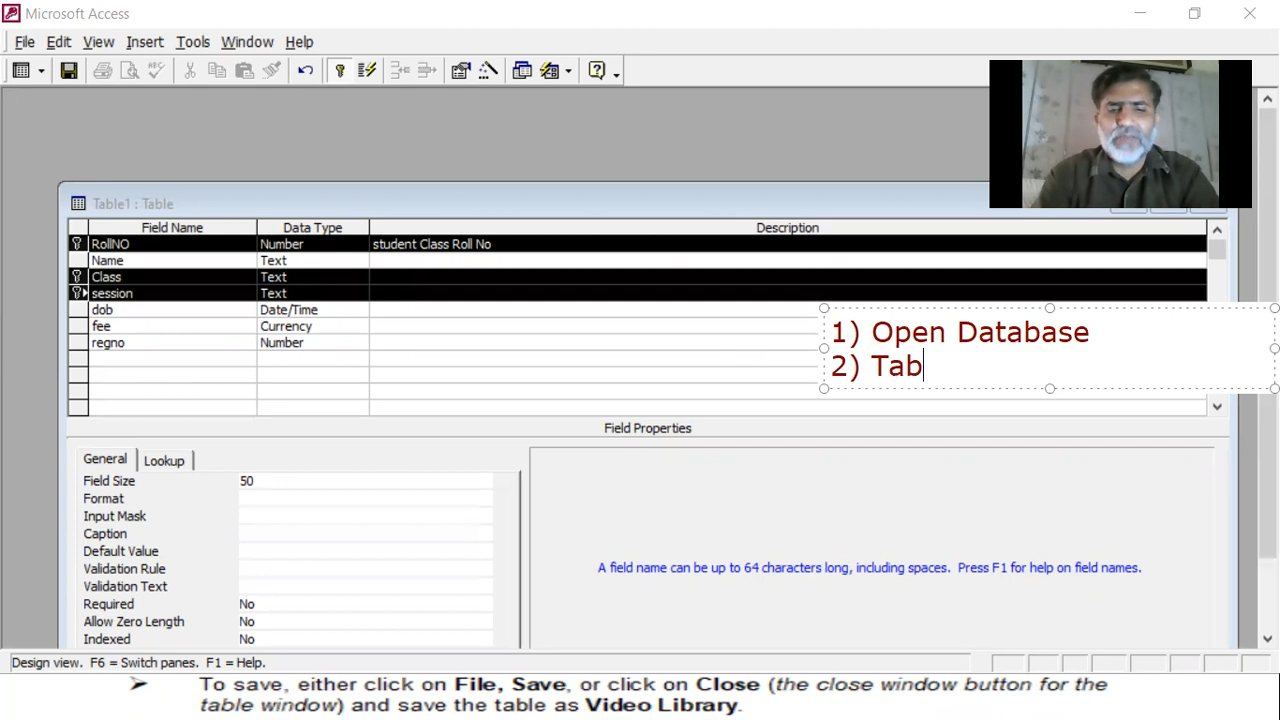 Microsoft Access
File Edit View Insert Tools Window Help
Table1 : Table
Field Name Data Type Description
RollNO Number student Class Roll No
Name Text
Class Text
session Text
dob Date/Time
fee Currency
regno Number
1) Open Database
2) Tab
Field Properties
General Lookup
Field Size 50
Format
Input Mask
Caption
Default Value
Validation Rule
Validation Text
Required No
Allow Zero Length No
Indexed No
A field name can be up to 64 characters long, including spaces. Press F1 for help on field names.
Design view. F6 = Switch panes. F1 = Help.
➤ To save, either click on File, Save, or click on Close (the close window button for the
table window) and save the table as Video Library.